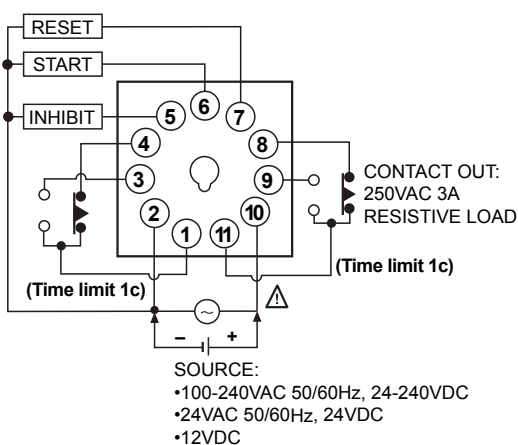 RESET
START
INHIBIT
5
6
7
4
8
3
9
2
10
1
11
CONTACT OUT:
250VAC 3A
RESISTIVE LOAD
(Time limit 1c)
(Time limit 1c)
~
− +
SOURCE:
•100-240VAC 50/60Hz, 24-240VDC
•24VAC 50/60Hz, 24VDC
•12VDC